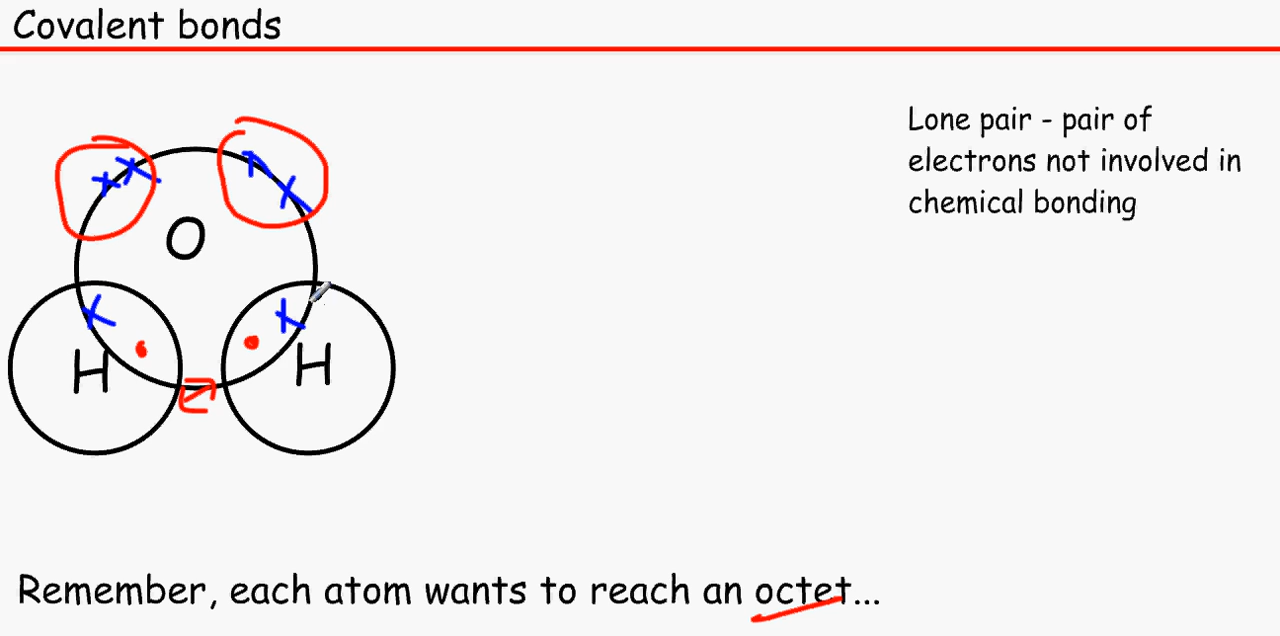 Covalent bonds
Lone pair - pair of
electrons not involved in
chemical bonding
O
H
H
Remember, each atom wants to reach an octet...